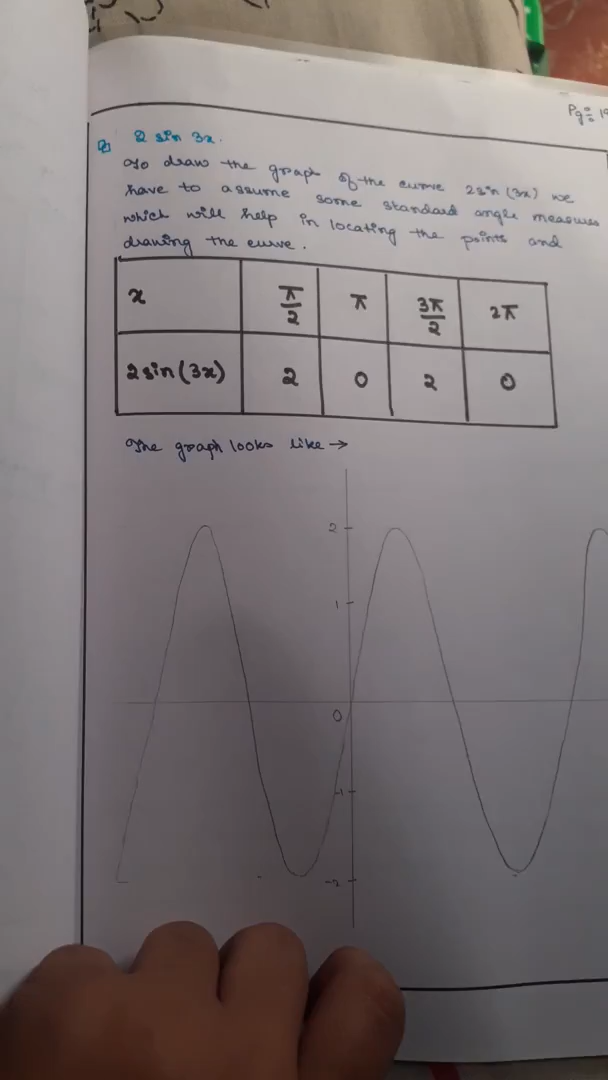 Pg:- 19
2 sin 3x.
To draw the graph of the curve 2sin(3x) we
have to assume some standard angle measures
which will help in locating the points and
drawing the curve.
x π/2 π 3π/2 2π
2sin(3x) 2 0 2 0
The graph looks like →
2
1
0
-1
-2